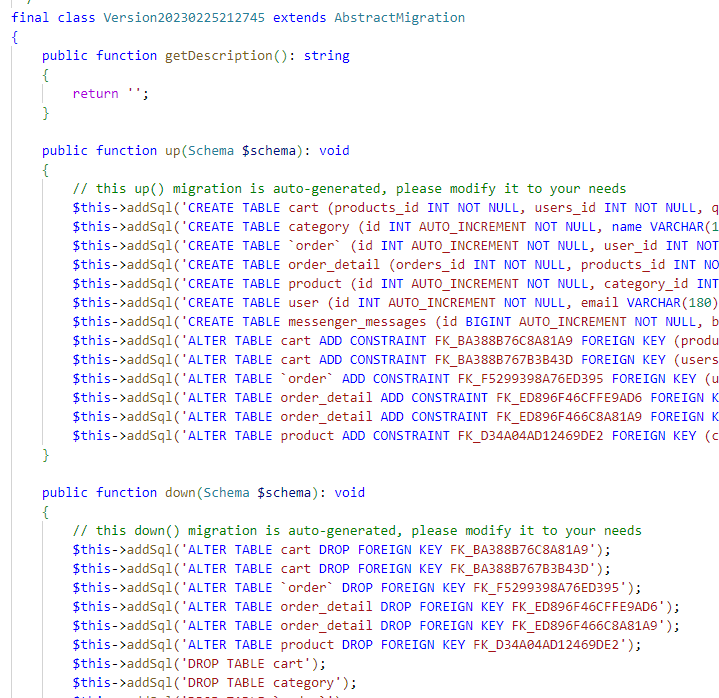 final class Version20230225212745 extends AbstractMigration
{
    public function getDescription(): string
    {
        return '';
    }

    public function up(Schema $schema): void
    {
        // this up() migration is auto-generated, please modify it to your needs
        $this->addSql('CREATE TABLE cart (products_id INT NOT NULL, users_id INT NOT NULL, q
        $this->addSql('CREATE TABLE category (id INT AUTO_INCREMENT NOT NULL, name VARCHAR(1
        $this->addSql('CREATE TABLE `order` (id INT AUTO_INCREMENT NOT NULL, user_id INT NOT
        $this->addSql('CREATE TABLE order_detail (orders_id INT NOT NULL, products_id INT NO
        $this->addSql('CREATE TABLE product (id INT AUTO_INCREMENT NOT NULL, category_id INT
        $this->addSql('CREATE TABLE user (id INT AUTO_INCREMENT NOT NULL, email VARCHAR(180)
        $this->addSql('CREATE TABLE messenger_messages (id BIGINT AUTO_INCREMENT NOT NULL, b
        $this->addSql('ALTER TABLE cart ADD CONSTRAINT FK_BA388B76C8A81A9 FOREIGN KEY (produ
        $this->addSql('ALTER TABLE cart ADD CONSTRAINT FK_BA388B767B3B43D FOREIGN KEY (users
        $this->addSql('ALTER TABLE `order` ADD CONSTRAINT FK_F5299398A76ED395 FOREIGN KEY (u
        $this->addSql('ALTER TABLE order_detail ADD CONSTRAINT FK_ED896F46CFFE9AD6 FOREIGN K
        $this->addSql('ALTER TABLE order_detail ADD CONSTRAINT FK_ED896F466C8A81A9 FOREIGN K
        $this->addSql('ALTER TABLE product ADD CONSTRAINT FK_D34A04AD12469DE2 FOREIGN KEY (c
    }

    public function down(Schema $schema): void
    {
        // this down() migration is auto-generated, please modify it to your needs
        $this->addSql('ALTER TABLE cart DROP FOREIGN KEY FK_BA388B76C8A81A9');
        $this->addSql('ALTER TABLE cart DROP FOREIGN KEY FK_BA388B767B3B43D');
        $this->addSql('ALTER TABLE `order` DROP FOREIGN KEY FK_F5299398A76ED395');
        $this->addSql('ALTER TABLE order_detail DROP FOREIGN KEY FK_ED896F46CFFE9AD6');
        $this->addSql('ALTER TABLE order_detail DROP FOREIGN KEY FK_ED896F466C8A81A9');
        $this->addSql('ALTER TABLE product DROP FOREIGN KEY FK_D34A04AD12469DE2');
        $this->addSql('DROP TABLE cart');
        $this->addSql('DROP TABLE category');